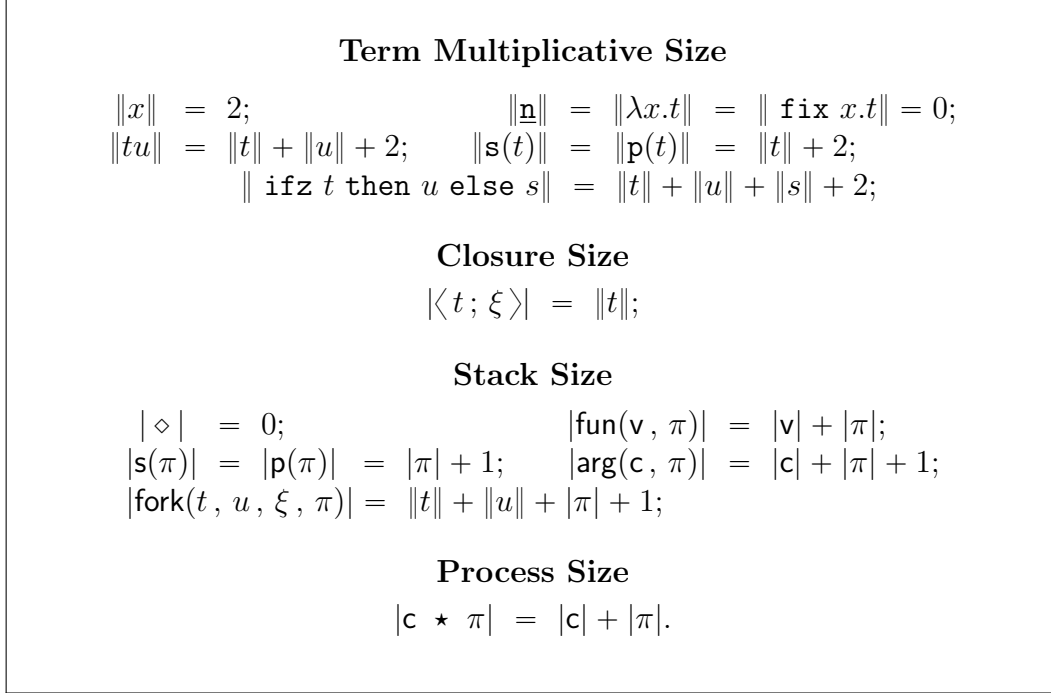 Term Multiplicative Size
‖x‖ = 2; ‖n‖ = ‖λx.t‖ = ‖ fix x.t‖ = 0;
‖tu‖ = ‖t‖ + ‖u‖ + 2; ‖s(t)‖ = ‖p(t)‖ = ‖t‖ + 2;
‖ ifz t then u else s‖ = ‖t‖ + ‖u‖ + ‖s‖ + 2;
Closure Size
|⟨ t ; ξ ⟩| = ‖t‖;
Stack Size
| ⋄ | = 0; |fun(v , π)| = |v| + |π|;
|s(π)| = |p(π)| = |π| + 1; |arg(c , π)| = |c| + |π| + 1;
|fork(t , u , ξ , π)| = ‖t‖ + ‖u‖ + |π| + 1;
Process Size
|c ⋆ π| = |c| + |π|.